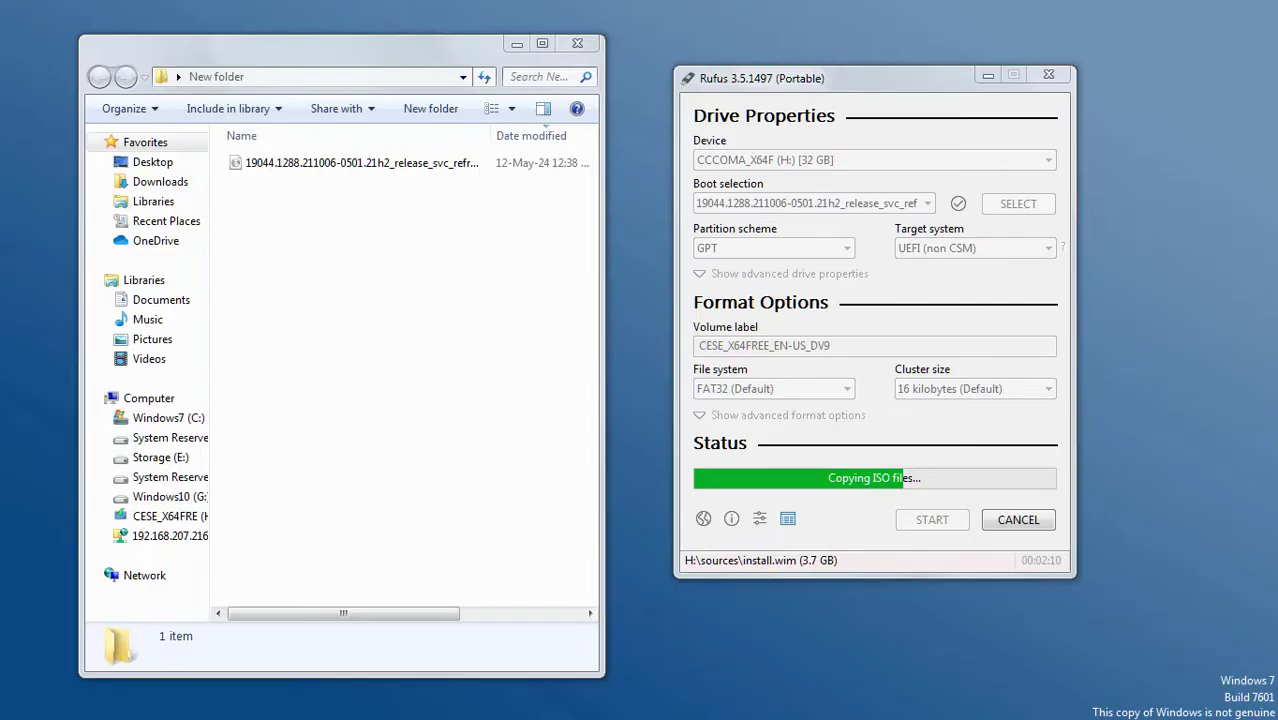 New folder
Search Ne...
Organize
Include in library
Share with
New folder
Name
Date modified
19044.1288.211006-0501.21h2_release_svc_refr...
12-May-24 12:38 ...
Favorites
Desktop
Downloads
Libraries
Recent Places
OneDrive
Libraries
Documents
Music
Pictures
Videos
Computer
Windows7 (C:)
System Reserve
Storage (E:)
System Reserve
Windows10 (G:)
CESE_X64FRE (H
192.168.207.216
Network
1 item
Rufus 3.5.1497 (Portable)
Drive Properties
Device
CCCOMA_X64F (H:) [32 GB]
Boot selection
19044.1288.211006-0501.21h2_release_svc_ref
SELECT
Partition scheme
Target system
GPT
UEFI (non CSM)
?
Show advanced drive properties
Format Options
Volume label
CESE_X64FREE_EN-US_DV9
File system
Cluster size
FAT32 (Default)
16 kilobytes (Default)
Show advanced format options
Status
Copying ISO files...
START
CANCEL
H:\sources\install.wim (3.7 GB)
00:02:10
Windows 7
Build 7601
This copy of Windows is not genuine